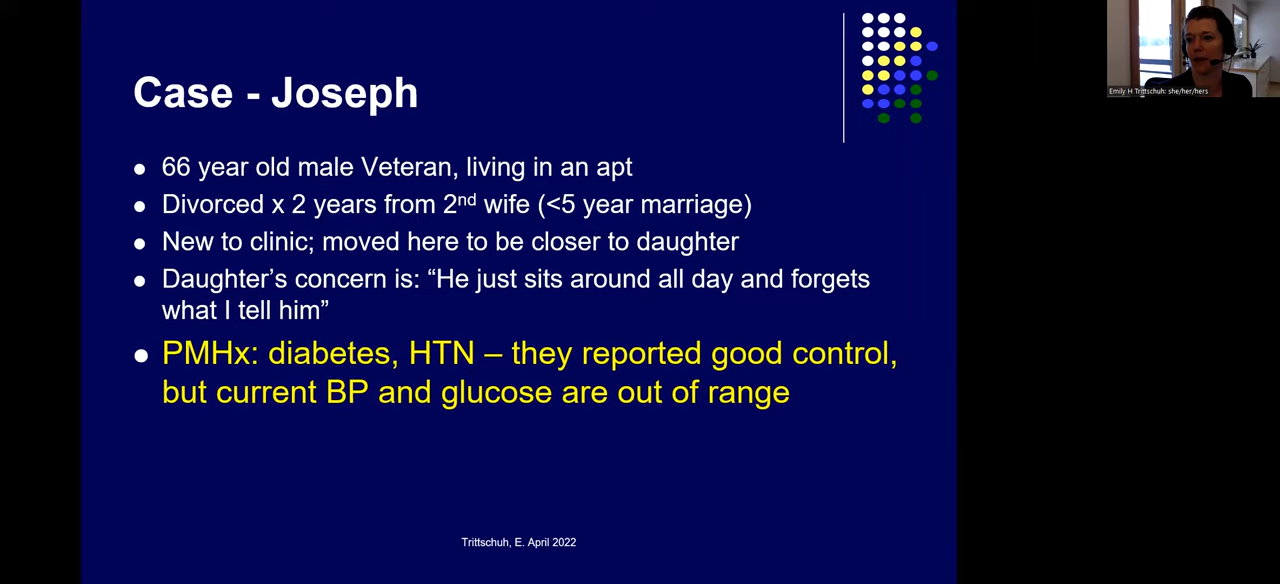 Case - Joseph
66 year old male Veteran, living in an apt
Divorced x 2 years from 2nd wife (<5 year marriage)
New to clinic; moved here to be closer to daughter
Daughter’s concern is: “He just sits around all day and forgets
what I tell him”
PMHx: diabetes, HTN – they reported good control,
but current BP and glucose are out of range
Trittschuh, E. April 2022
Emily H Trittschuh: she/her/hers